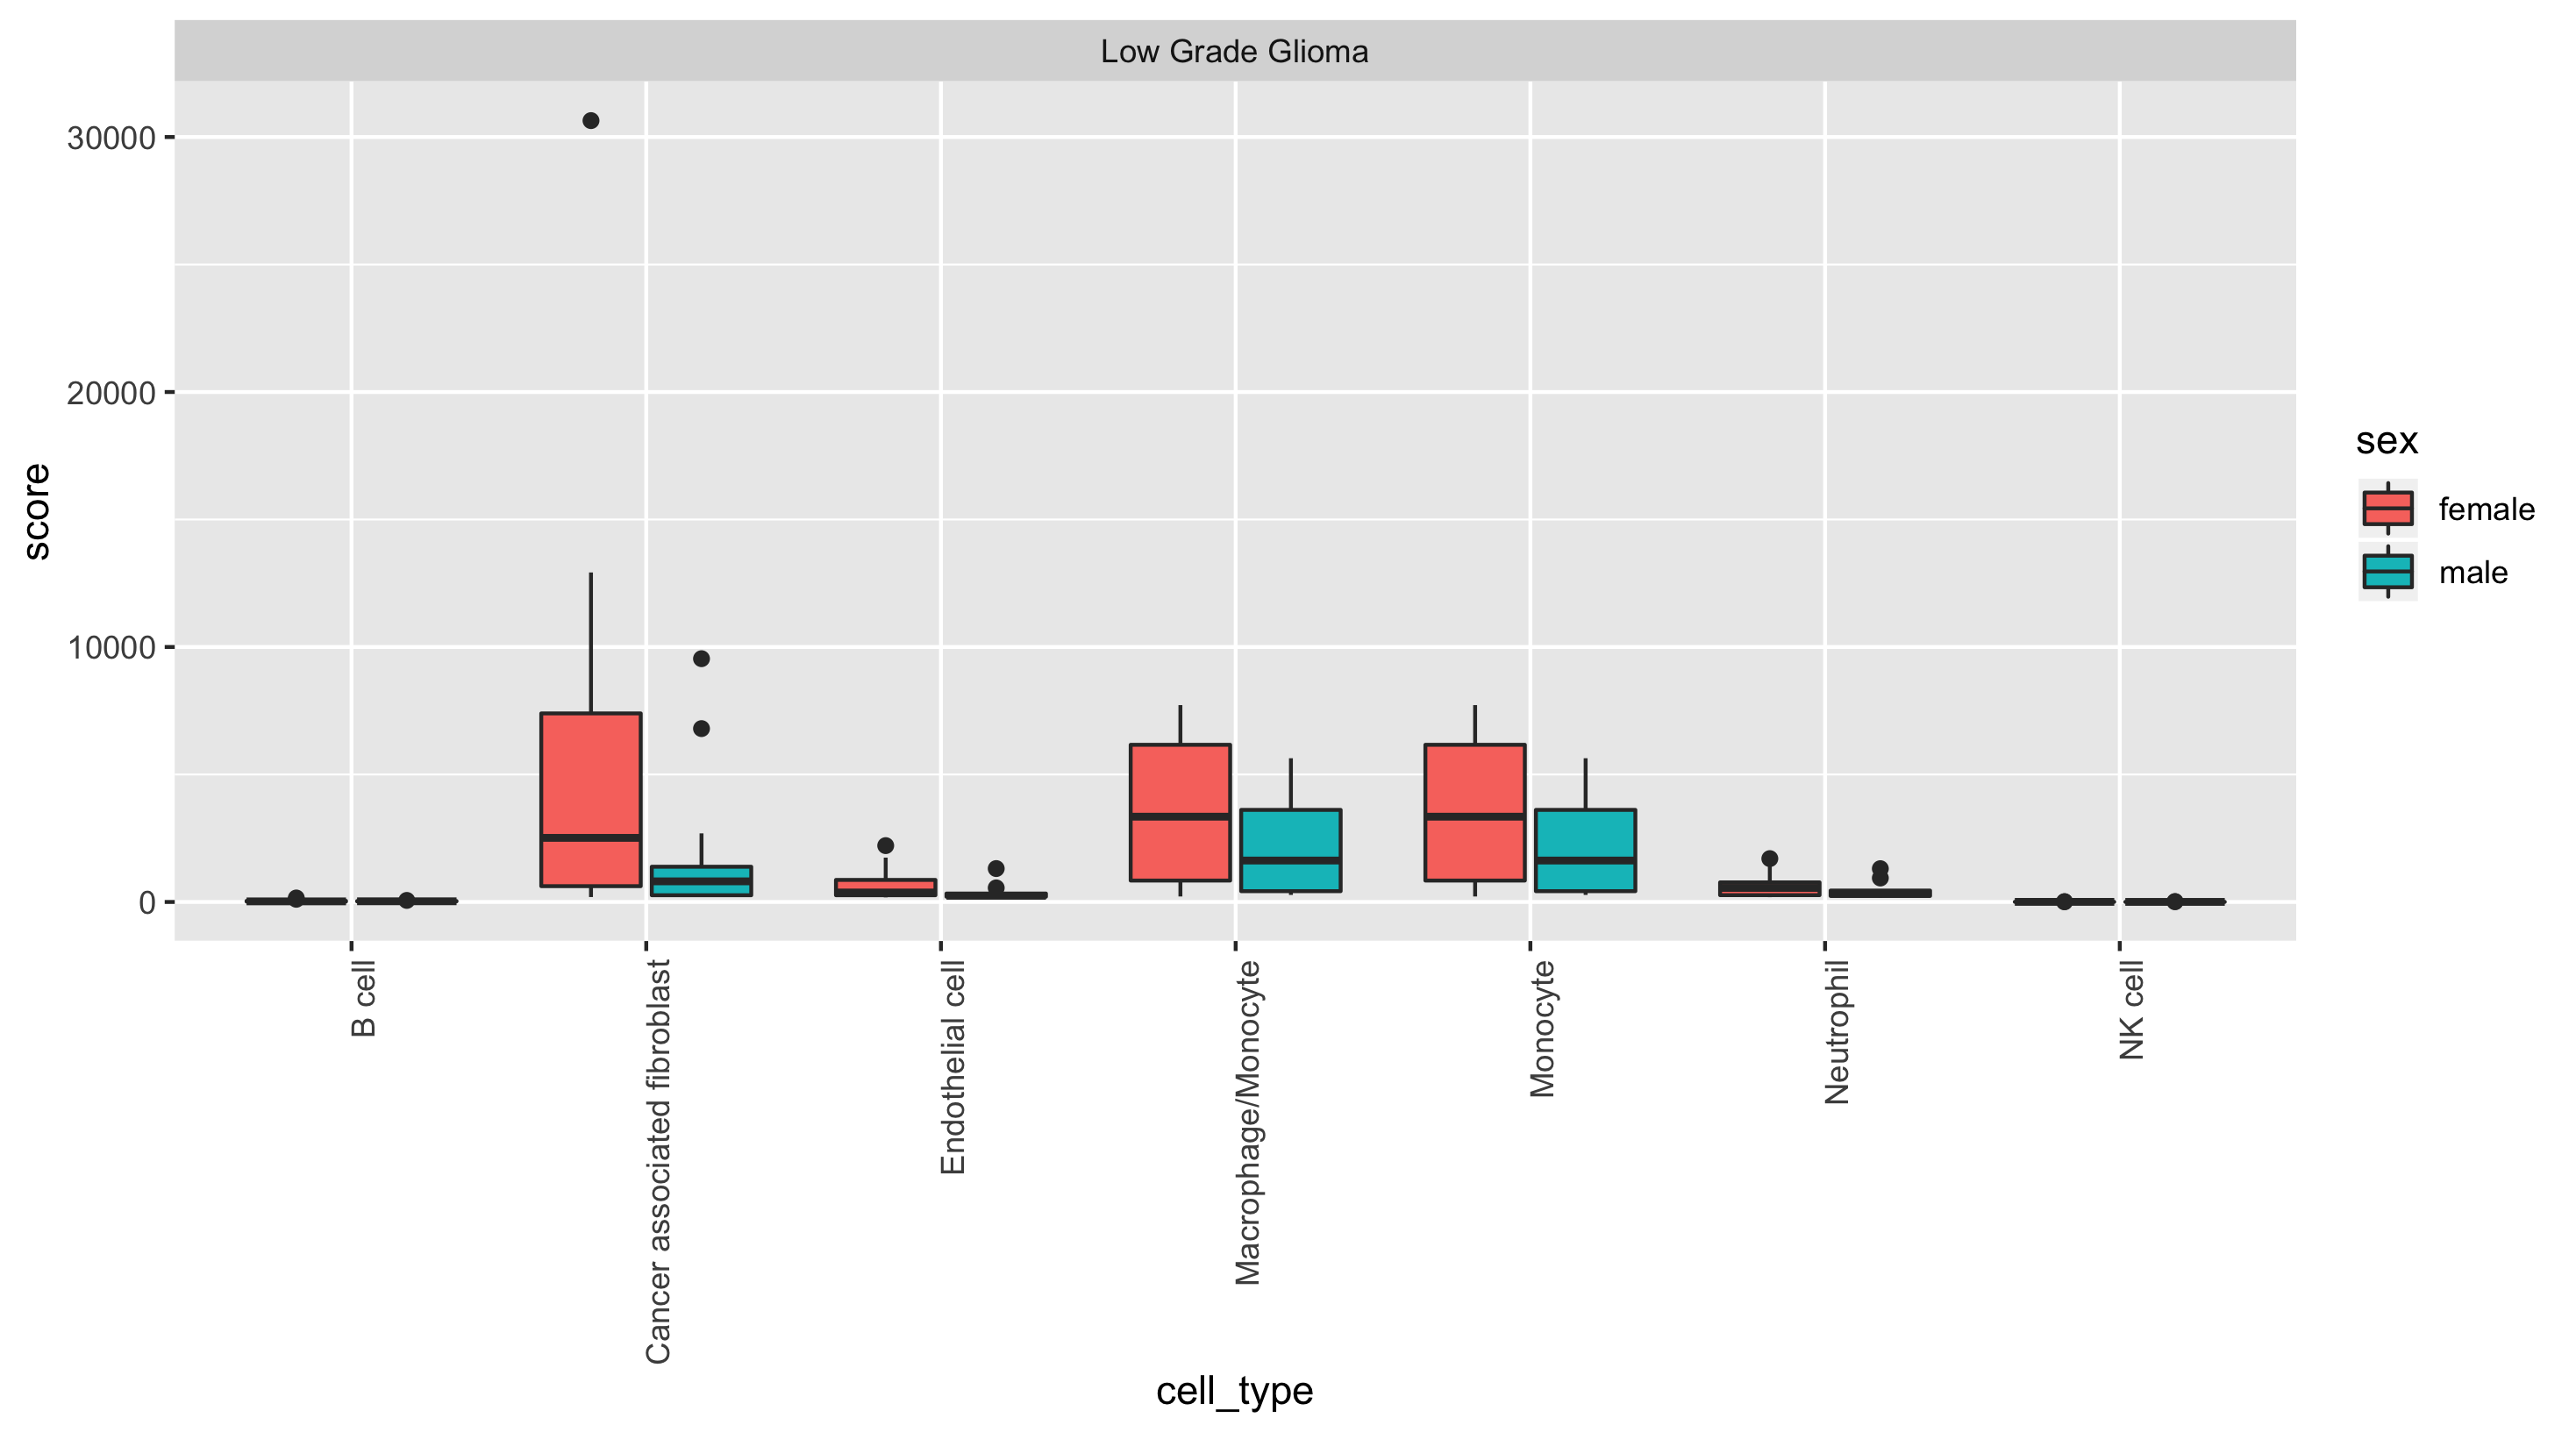 Low Grade Glioma
30000
20000
10000
0
score
B cell
Cancer associated fibroblast
Endothelial cell
Macrophage/Monocyte
Monocyte
Neutrophil
NK cell
cell_type
sex
female
male